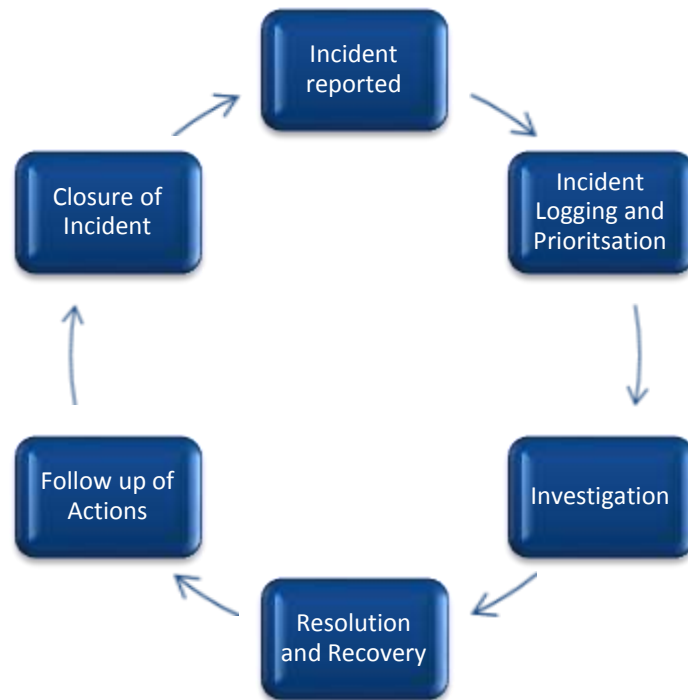 Incident
reported
Incident
Logging and
Prioritsation
Investigation
Resolution
and Recovery
Follow up of
Actions
Closure of
Incident